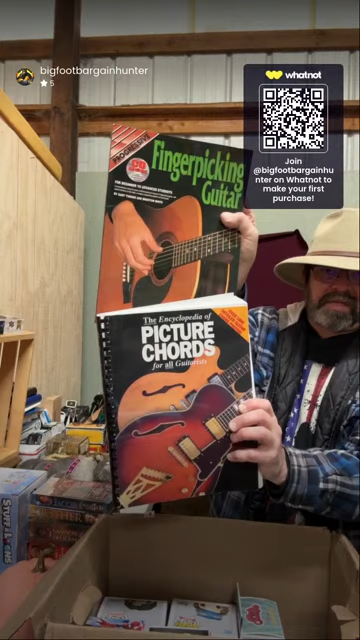 bigfootbargainhunter
★ 5
whatnot
Join
@bigfootbargainhu
nter on Whatnot to
make your first
purchase!
PROGRESSIVE
CD
Fingerpicking
Guitar
FOR BEGINNER TO ADVANCED STUDENTS
The Encyclopedia of
PICTURE
CHORDS
for all Guitarists